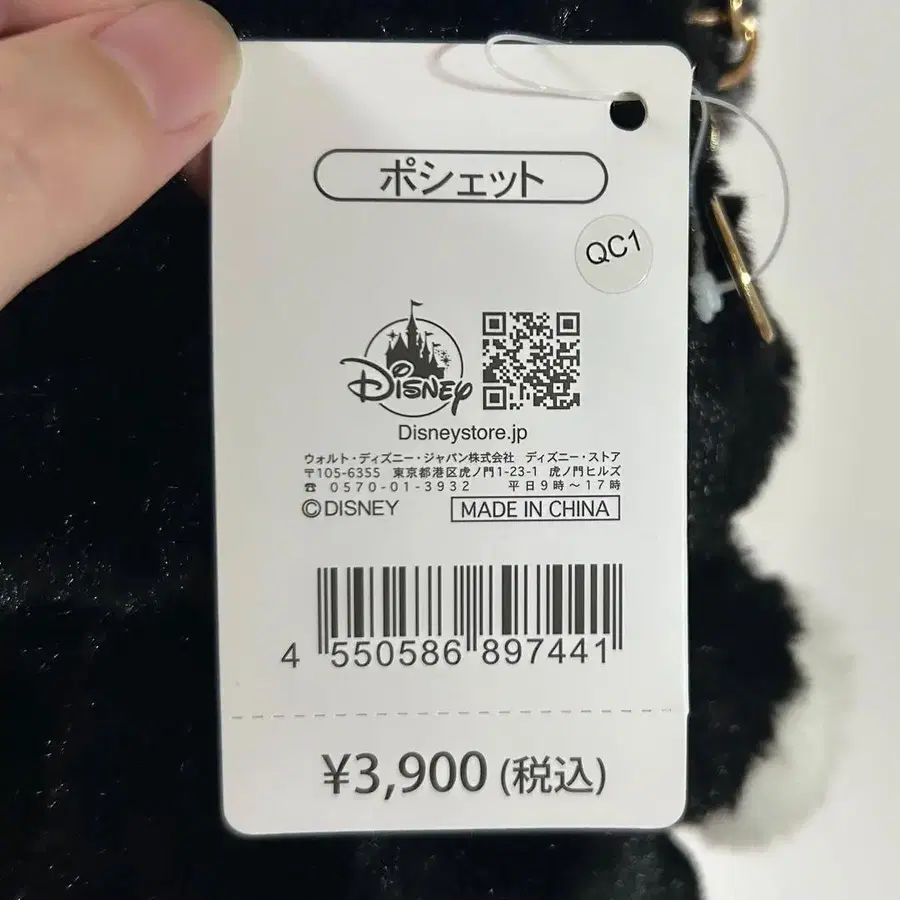 ポシェット
QC1
Disney
Disneystore.jp
ウォルト・ディズニー・ジャパン株式会社 ディズニー・ストア
〒105-6355 東京都港区虎ノ門1-23-1 虎ノ門ヒルズ
☎ 0570-01-3932 平日9時～17時
©DISNEY MADE IN CHINA
4 550586 897441
¥3,900 (税込)